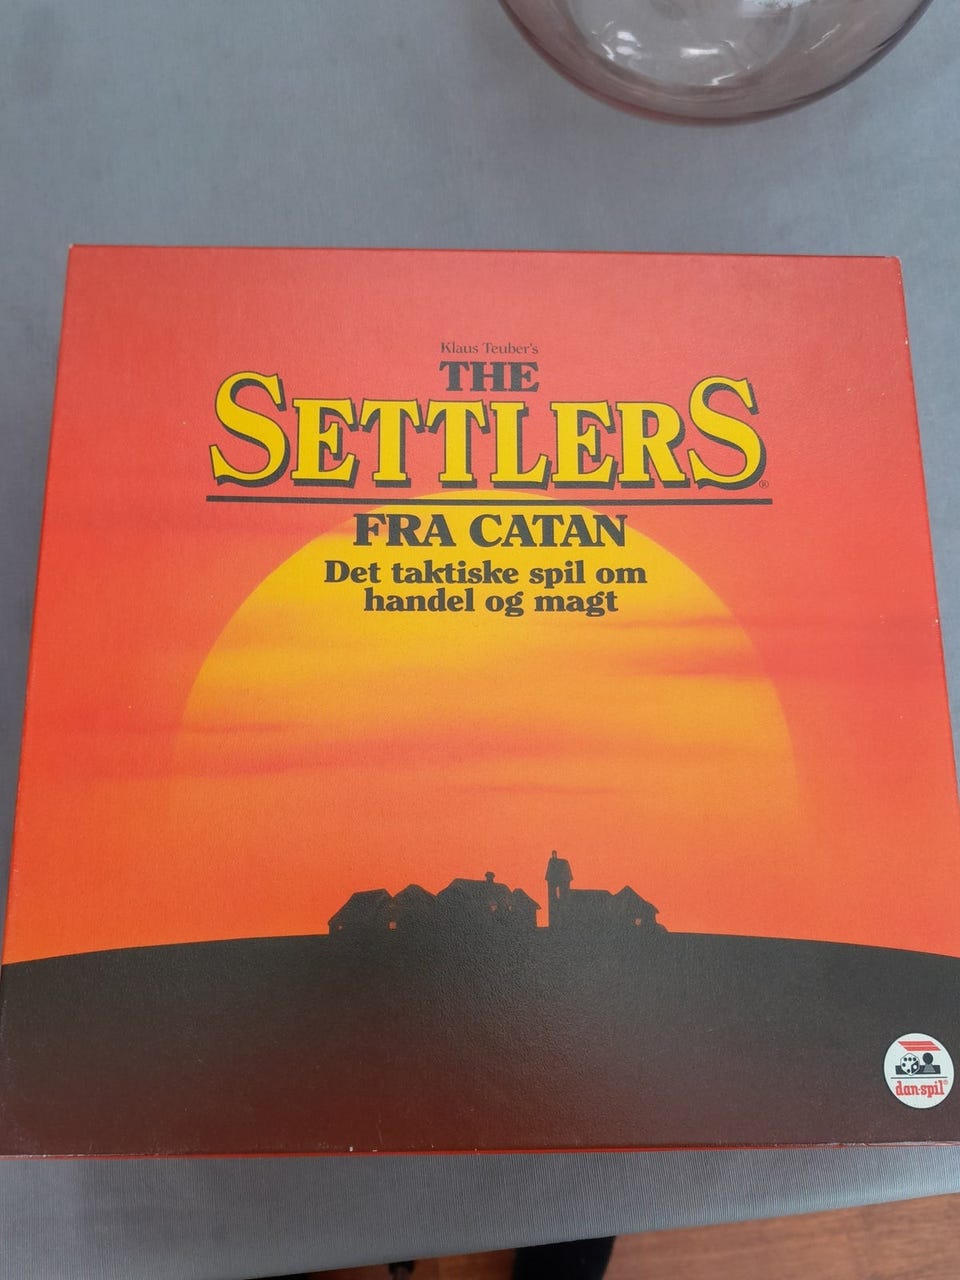 Klaus Teuber's
THE
SETTLERS®
FRA CATAN
Det taktiske spil om
handel og magt
dan-spil®